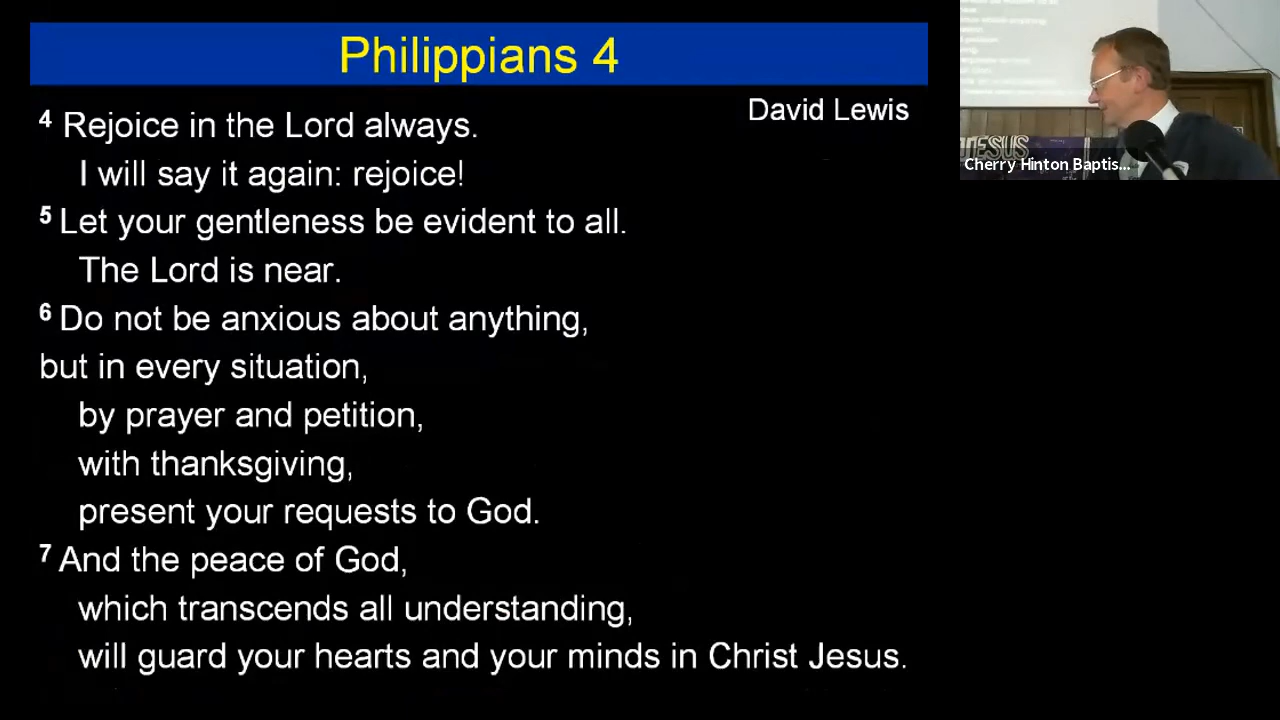 Philippians 4
David Lewis
4 Rejoice in the Lord always.
I will say it again: rejoice!
5 Let your gentleness be evident to all.
The Lord is near.
6 Do not be anxious about anything,
but in every situation,
by prayer and petition,
with thanksgiving,
present your requests to God.
7 And the peace of God,
which transcends all understanding,
will guard your hearts and your minds in Christ Jesus.
JESUS
Cherry Hinton Baptis...